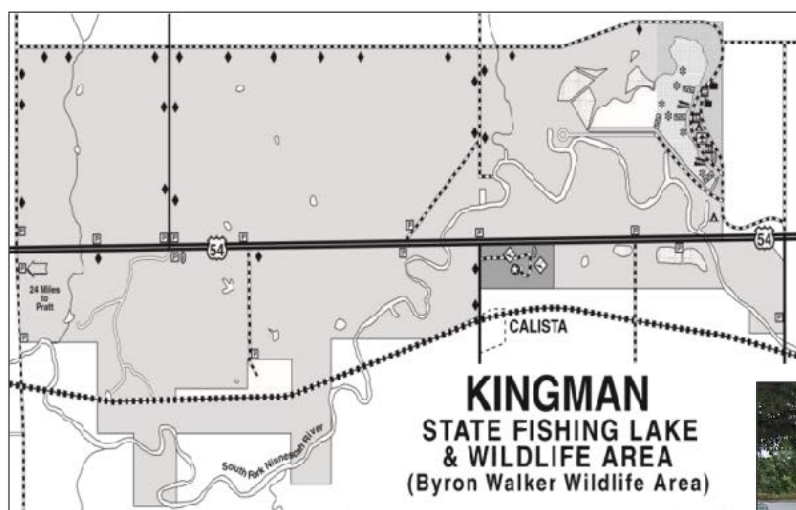 P
P
P
P
P
P
P
P
P
P
54
54
P
P
P
24 Miles
to
Pratt
P
P
P
CALISTA
KINGMAN
STATE FISHING LAKE
& WILDLIFE AREA
(Byron Walker Wildlife Area)
South Fork Ninnescah River